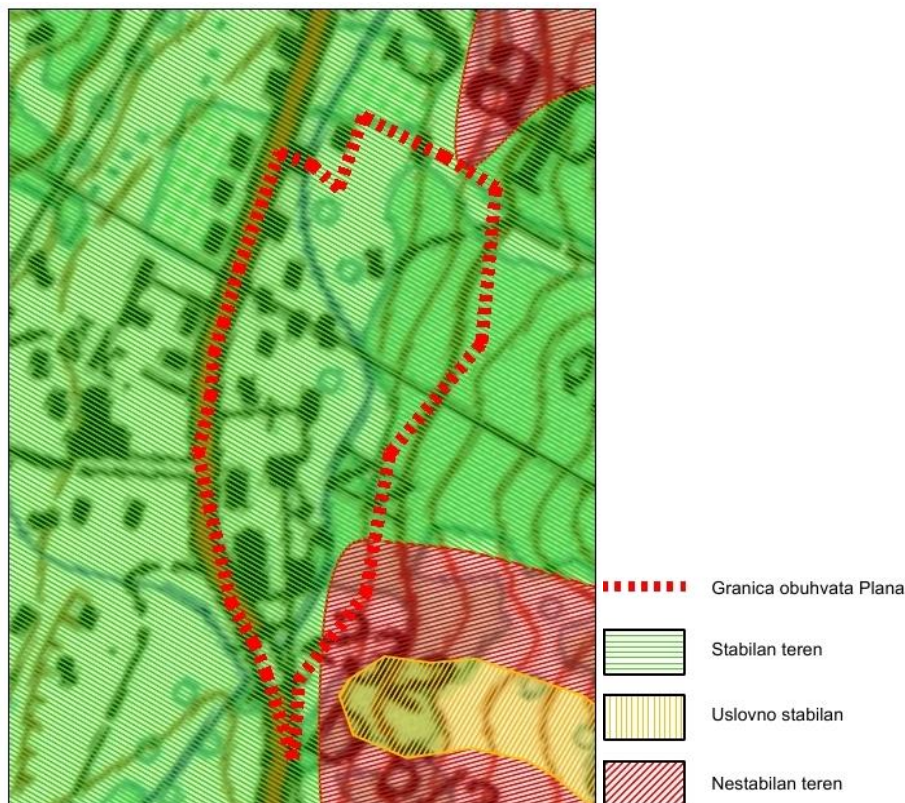 Granica obuhvata Plana
Stabilan teren
Uslovno stabilan
Nestabilan teren